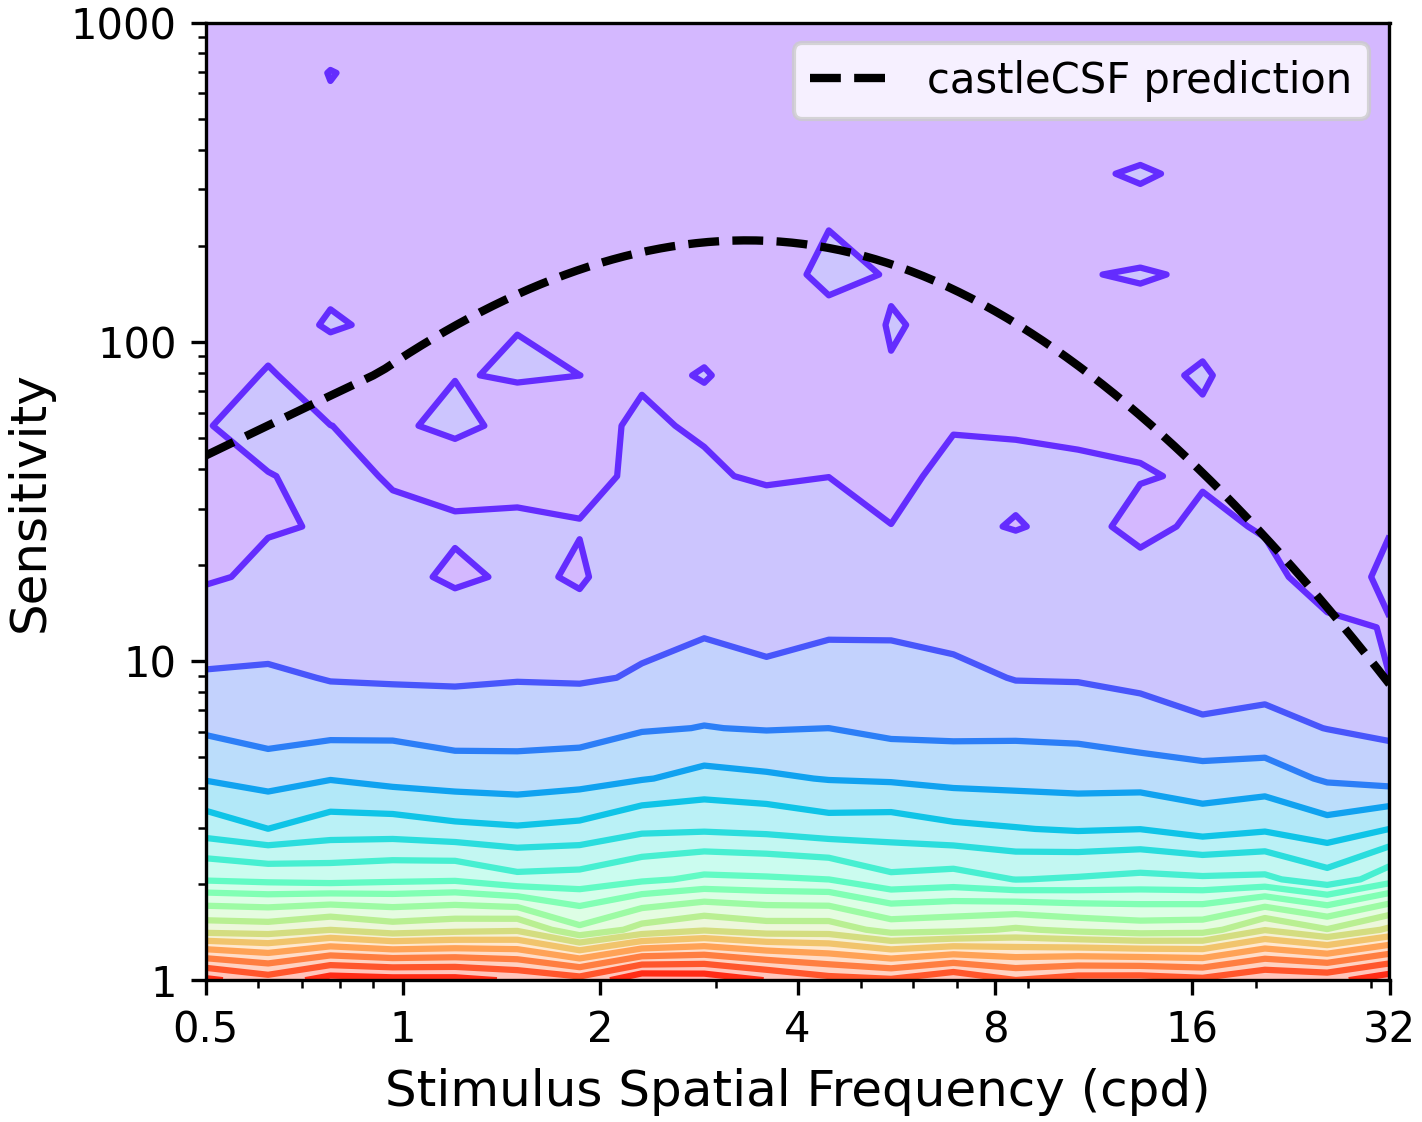 1000
castleCSF prediction
100
Sensitivity
10
1
0.5 1 2 4 8 16 32
Stimulus Spatial Frequency (cpd)